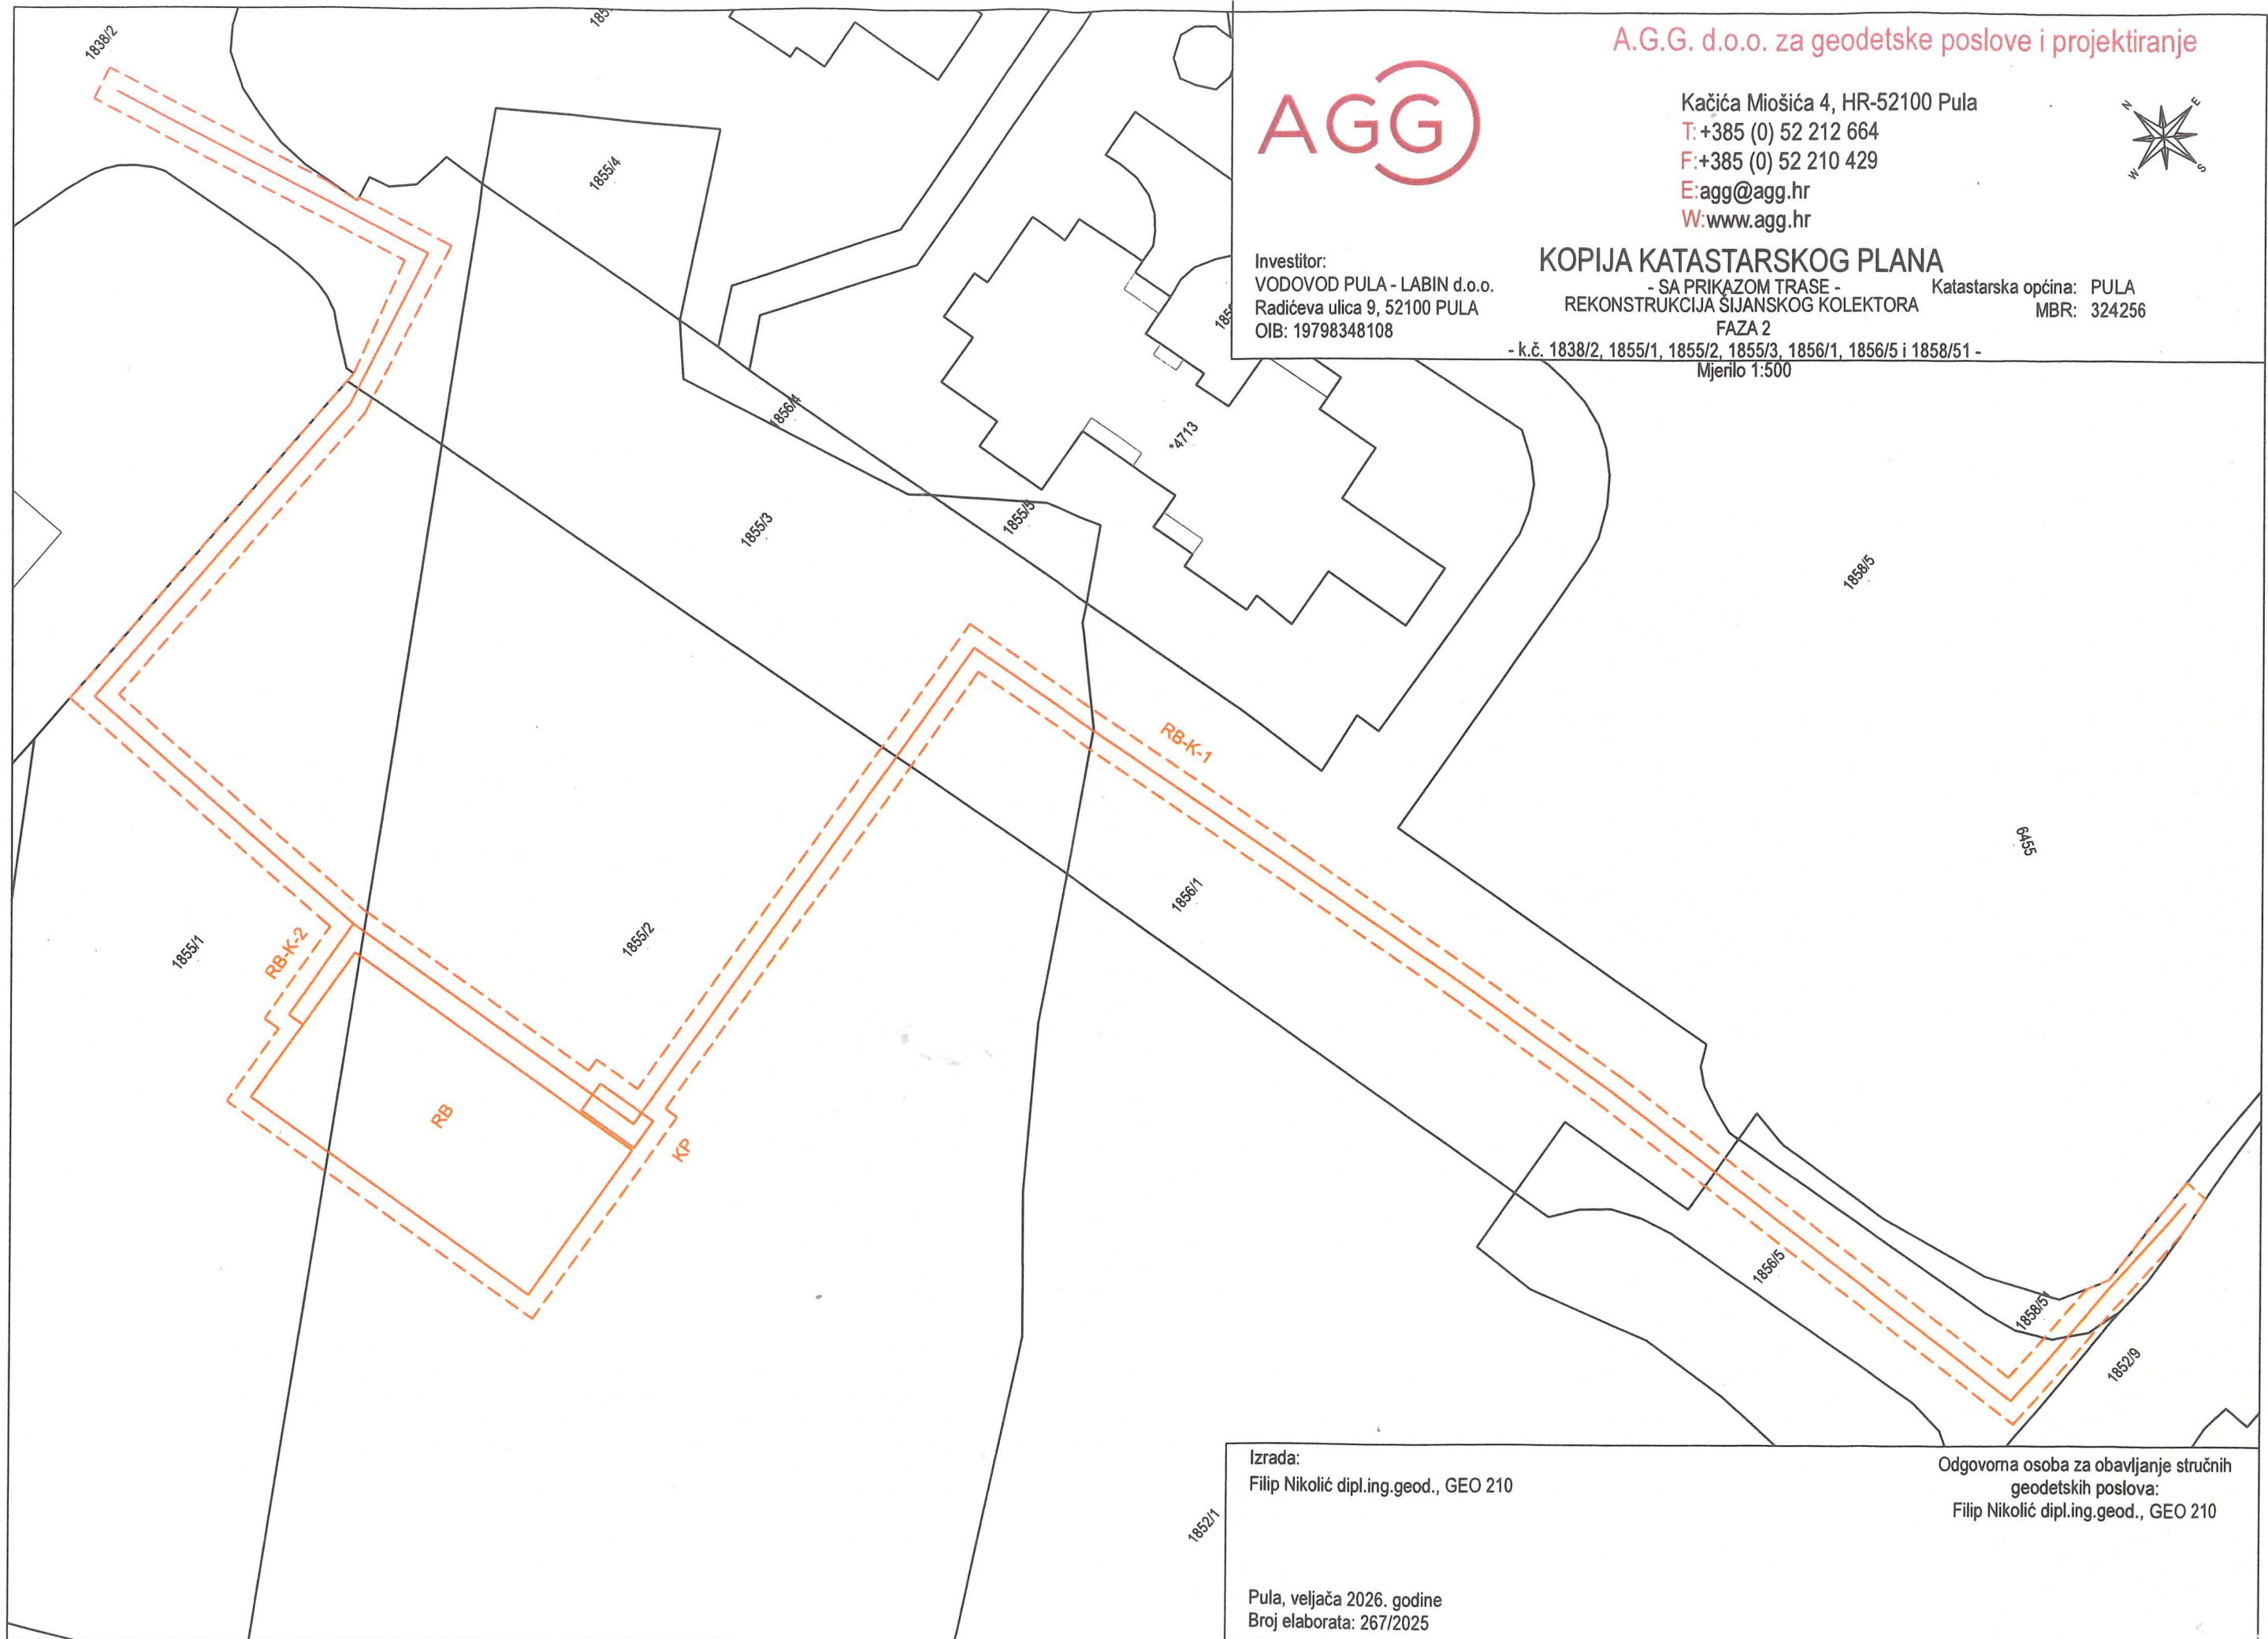 A.G.G. d.o.o. za geodetske poslove i projektiranje
AGG
Kačića Miošića 4, HR-52100 Pula
T:+385 (0) 52 212 664
F:+385 (0) 52 210 429
E:agg@agg.hr
W:www.agg.hr
N
E
W
S
Investitor:
VODOVOD PULA - LABIN d.o.o.
Radićeva ulica 9, 52100 PULA
OIB: 19798348108
KOPIJA KATASTARSKOG PLANA
- SA PRIKAZOM TRASE -
REKONSTRUKCIJA ŠIJANSKOG KOLEKTORA
FAZA 2
- k.č. 1838/2, 1855/1, 1855/2, 1855/3, 1856/1, 1856/5 i 1858/51 -
Mjerilo 1:500
Katastarska općina: PULA
MBR: 324256
1838/2
1855/4
1856/4
*4713
1855/3
1855/5
1858/5
RB-K-1
6455
1856/1
1855/1
RB-K-2
1855/2
RB
KP
1856/5
1858/51
1852/9
1852/1
Izrada:
Filip Nikolić dipl.ing.geod., GEO 210
Odgovorna osoba za obavljanje stručnih
geodetskih poslova:
Filip Nikolić dipl.ing.geod., GEO 210
Pula, veljača 2026. godine
Broj elaborata: 267/2025